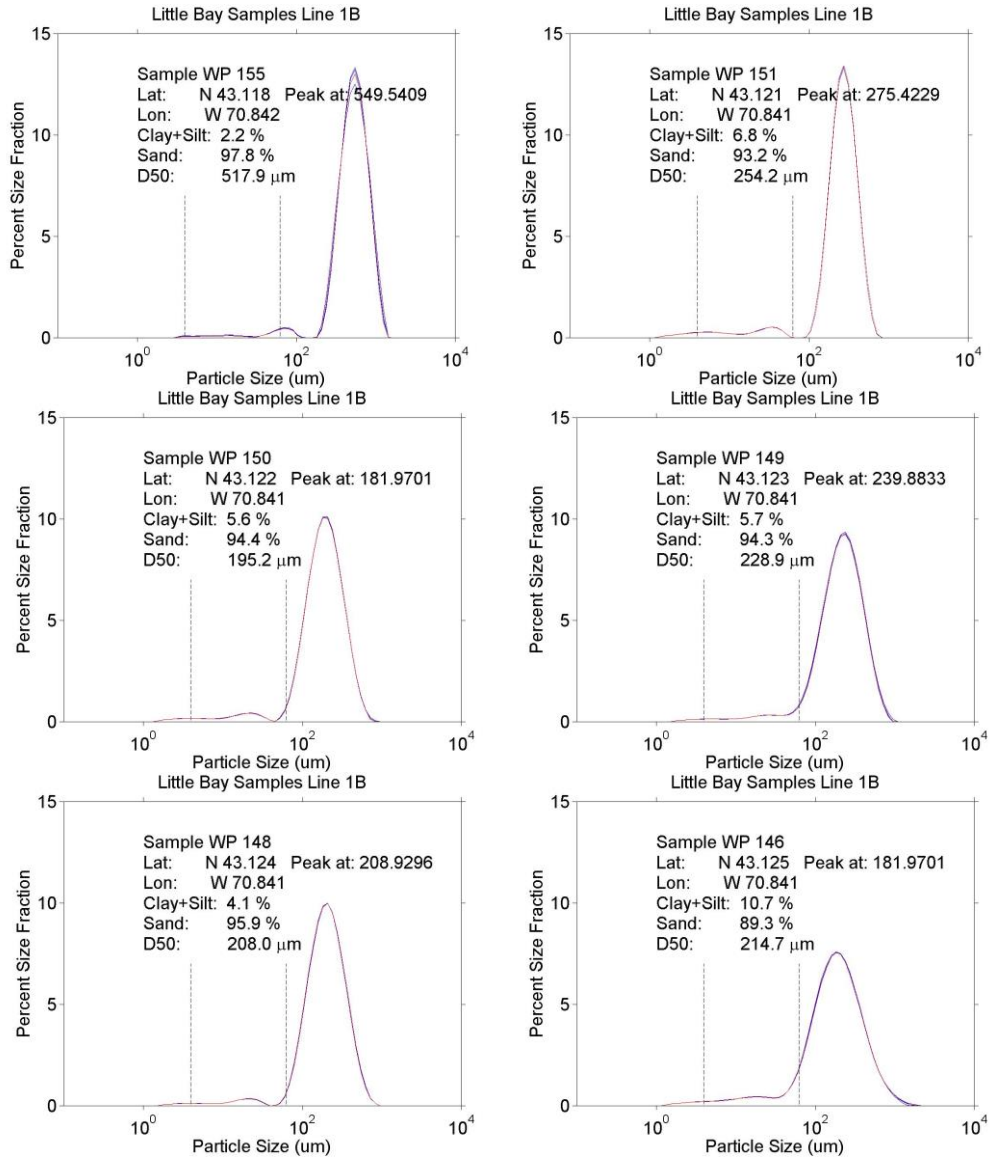 Little Bay Samples Line 1B
15
10
5
0
Percent Size Fraction
Sample WP 155
Lat: N 43.118 Peak at: 549.5409
Lon: W 70.842
Clay+Silt: 2.2 %
Sand: 97.8 %
D50: 517.9 μm
10^0 10^2 10^4
Particle Size (um)
Little Bay Samples Line 1B
15
10
5
0
Percent Size Fraction
Sample WP 151
Lat: N 43.121 Peak at: 275.4229
Lon: W 70.841
Clay+Silt: 6.8 %
Sand: 93.2 %
D50: 254.2 μm
10^0 10^2 10^4
Particle Size (um)
Little Bay Samples Line 1B
15
10
5
0
Percent Size Fraction
Sample WP 150
Lat: N 43.122 Peak at: 181.9701
Lon: W 70.841
Clay+Silt: 5.6 %
Sand: 94.4 %
D50: 195.2 μm
10^0 10^2 10^4
Particle Size (um)
Little Bay Samples Line 1B
15
10
5
0
Percent Size Fraction
Sample WP 149
Lat: N 43.123 Peak at: 239.8833
Lon: W 70.841
Clay+Silt: 5.7 %
Sand: 94.3 %
D50: 228.9 μm
10^0 10^2 10^4
Particle Size (um)
Little Bay Samples Line 1B
15
10
5
0
Percent Size Fraction
Sample WP 148
Lat: N 43.124 Peak at: 208.9296
Lon: W 70.841
Clay+Silt: 4.1 %
Sand: 95.9 %
D50: 208.0 μm
10^0 10^2 10^4
Particle Size (um)
Little Bay Samples Line 1B
15
10
5
0
Percent Size Fraction
Sample WP 146
Lat: N 43.125 Peak at: 181.9701
Lon: W 70.841
Clay+Silt: 10.7 %
Sand: 89.3 %
D50: 214.7 μm
10^0 10^2 10^4
Particle Size (um)